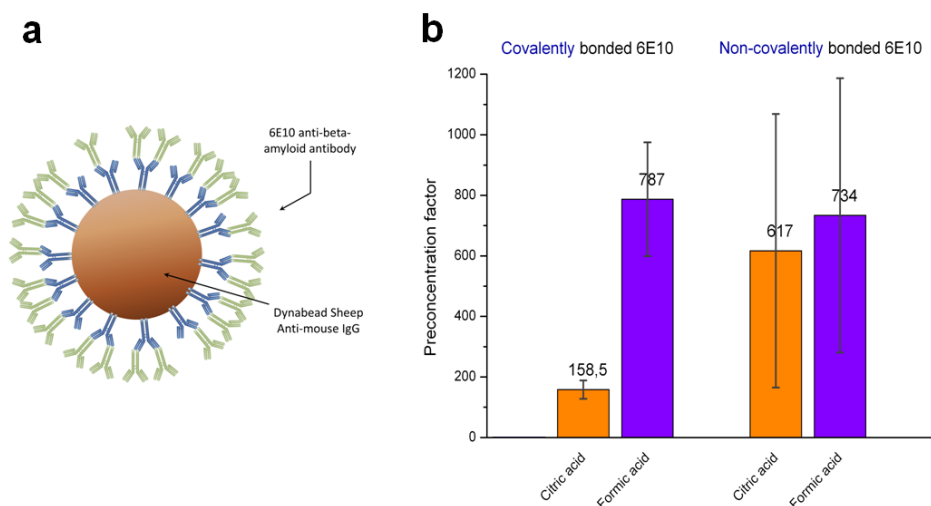 a
6E10 anti-beta-
amyloid antibody
Dynabead Sheep
Anti-mouse IgG
b
Covalently bonded 6E10
Non-covalently bonded 6E10
Preconcentration factor
1200
1000
800
600
400
200
0
158,5
787
617
734
Citric acid
Formic acid
Citric acid
Formic acid